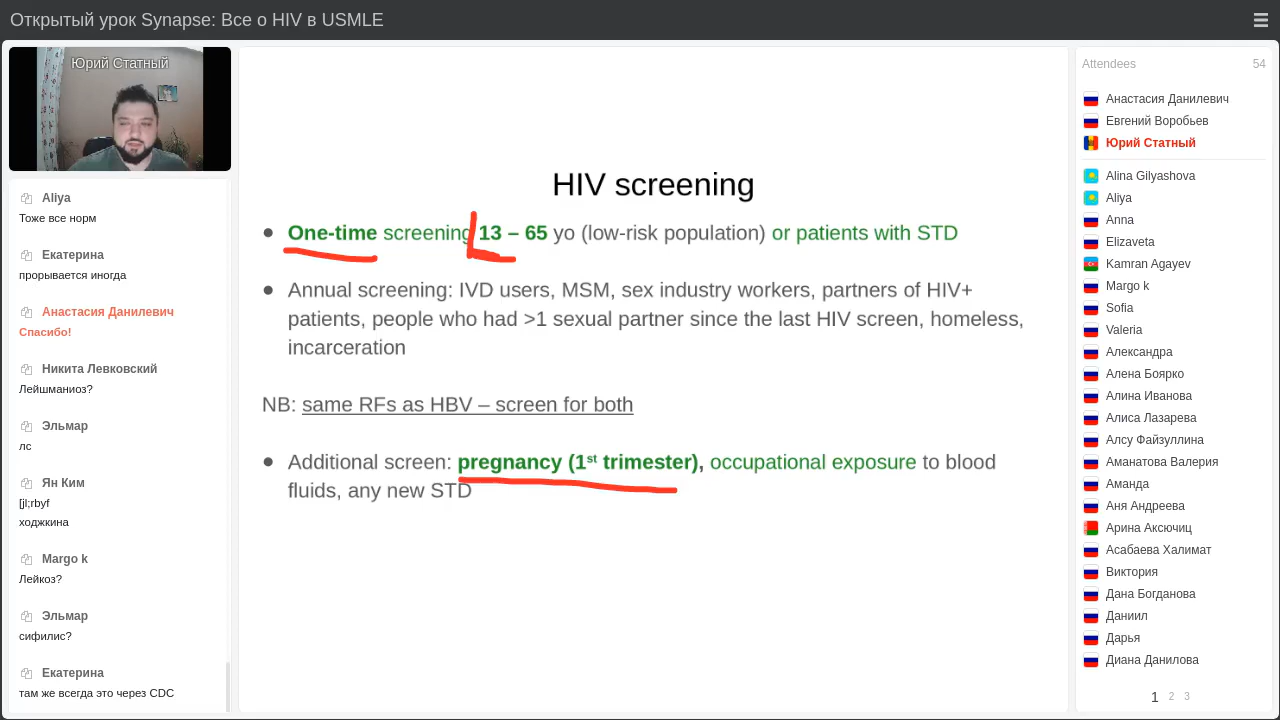 Открытый урок Synapse: Все о HIV в USMLE
Юрий Статный
Aliya
Тоже все норм
Екатерина
прорывается иногда
Анастасия Данилевич
Спасибо!
Никита Левковский
Лейшманиоз?
Эльмар
лс
Ян Ким
[jl;rbyf
ходжкина
Margo k
Лейкоз?
Эльмар
сифилис?
Екатерина
там же всегда это через CDC
HIV screening
● One-time screening 13 – 65 yo (low-risk population) or patients with STD
● Annual screening: IVD users, MSM, sex industry workers, partners of HIV+
patients, people who had >1 sexual partner since the last HIV screen, homeless,
incarceration
NB: same RFs as HBV – screen for both
● Additional screen: pregnancy (1st trimester), occupational exposure to blood
fluids, any new STD
Attendees 54
Анастасия Данилевич
Евгений Воробьев
Юрий Статный
Alina Gilyashova
Aliya
Anna
Elizaveta
Kamran Agayev
Margo k
Sofia
Valeria
Александра
Алена Боярко
Алина Иванова
Алиса Лазарева
Алсу Файзуллина
Аманатова Валерия
Аманда
Аня Андреева
Арина Аксючиц
Асабаева Халимат
Виктория
Дана Богданова
Даниил
Дарья
Диана Данилова
1 2 3